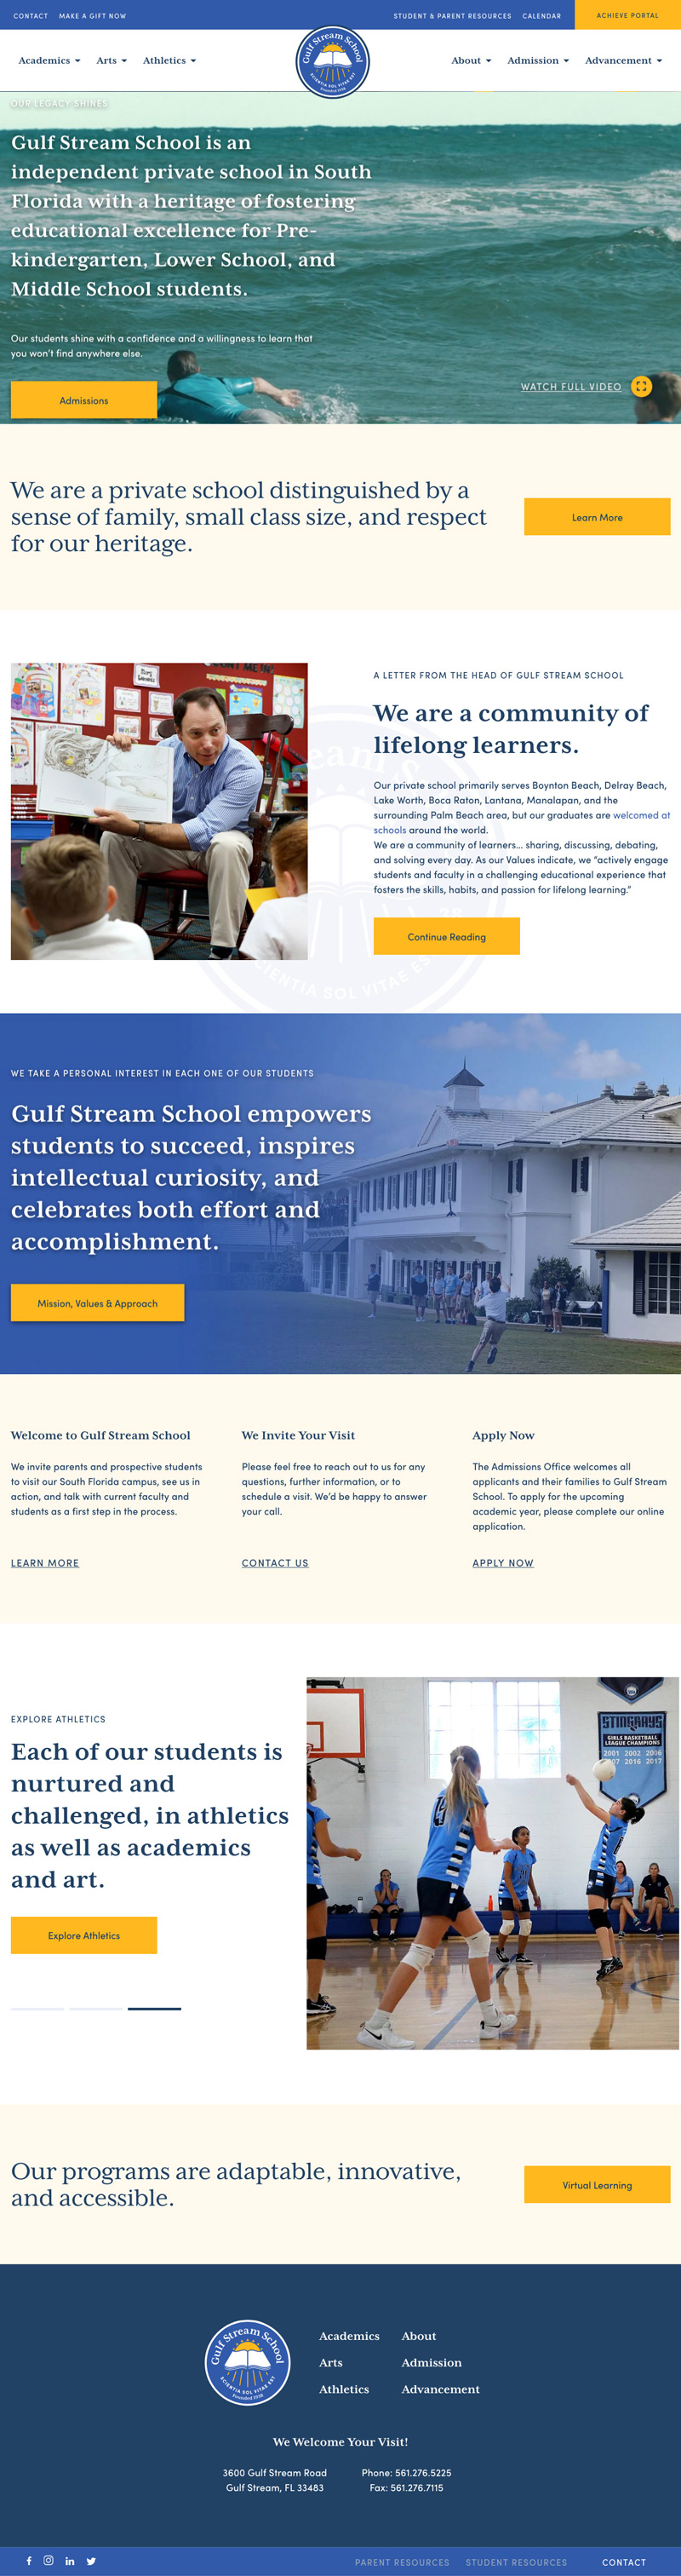 CONTACT MAKE A GIFT NOW STUDENT & PARENT RESOURCES CALENDAR ACHIEVE PORTAL
Academics Arts Athletics About Admission Advancement
Gulf Stream School
SCIENTIA SOL VITAE EST
Founded 1938
OUR LEGACY SHINES
Gulf Stream School is an
independent private school in South
Florida with a heritage of fostering
educational excellence for Pre-
kindergarten, Lower School, and
Middle School students.
Our students shine with a confidence and a willingness to learn that
you won't find anywhere else.
Admissions
WATCH FULL VIDEO
We are a private school distinguished by a
sense of family, small class size, and respect
for our heritage.
Learn More
A LETTER FROM THE HEAD OF GULF STREAM SCHOOL
We are a community of
lifelong learners.
Our private school primarily serves Boynton Beach, Delray Beach,
Lake Worth, Boca Raton, Lantana, Manalapan, and the
surrounding Palm Beach area, but our graduates are welcomed at
schools around the world.
We are a community of learners... sharing, discussing, debating,
and solving every day. As our Values indicate, we “actively engage
students and faculty in a challenging educational experience that
fosters the skills, habits, and passion for lifelong learning.”
Continue Reading
WE TAKE A PERSONAL INTEREST IN EACH ONE OF OUR STUDENTS
Gulf Stream School empowers
students to succeed, inspires
intellectual curiosity, and
celebrates both effort and
accomplishment.
Mission, Values & Approach
Welcome to Gulf Stream School
We invite parents and prospective students
to visit our South Florida campus, see us in
action, and talk with current faculty and
students as a first step in the process.
LEARN MORE
We Invite Your Visit
Please feel free to reach out to us for any
questions, further information, or to
schedule a visit. We'd be happy to answer
your call.
CONTACT US
Apply Now
The Admissions Office welcomes all
applicants and their families to Gulf Stream
School. To apply for the upcoming
academic year, please complete our online
application.
APPLY NOW
EXPLORE ATHLETICS
Each of our students is
nurtured and
challenged, in athletics
as well as academics
and art.
Explore Athletics
STINGRAYS
GIRLS BASKETBALL
LEAGUE CHAMPIONS
2001 2002 2006
2016 2017
Our programs are adaptable, innovative,
and accessible.
Virtual Learning
Gulf Stream School
SCIENTIA SOL VITAE EST
Founded 1938
Academics About
Arts Admission
Athletics Advancement
We Welcome Your Visit!
3600 Gulf Stream Road Phone: 561.276.5225
Gulf Stream, FL 33483 Fax: 561.276.7115
PARENT RESOURCES STUDENT RESOURCES CONTACT